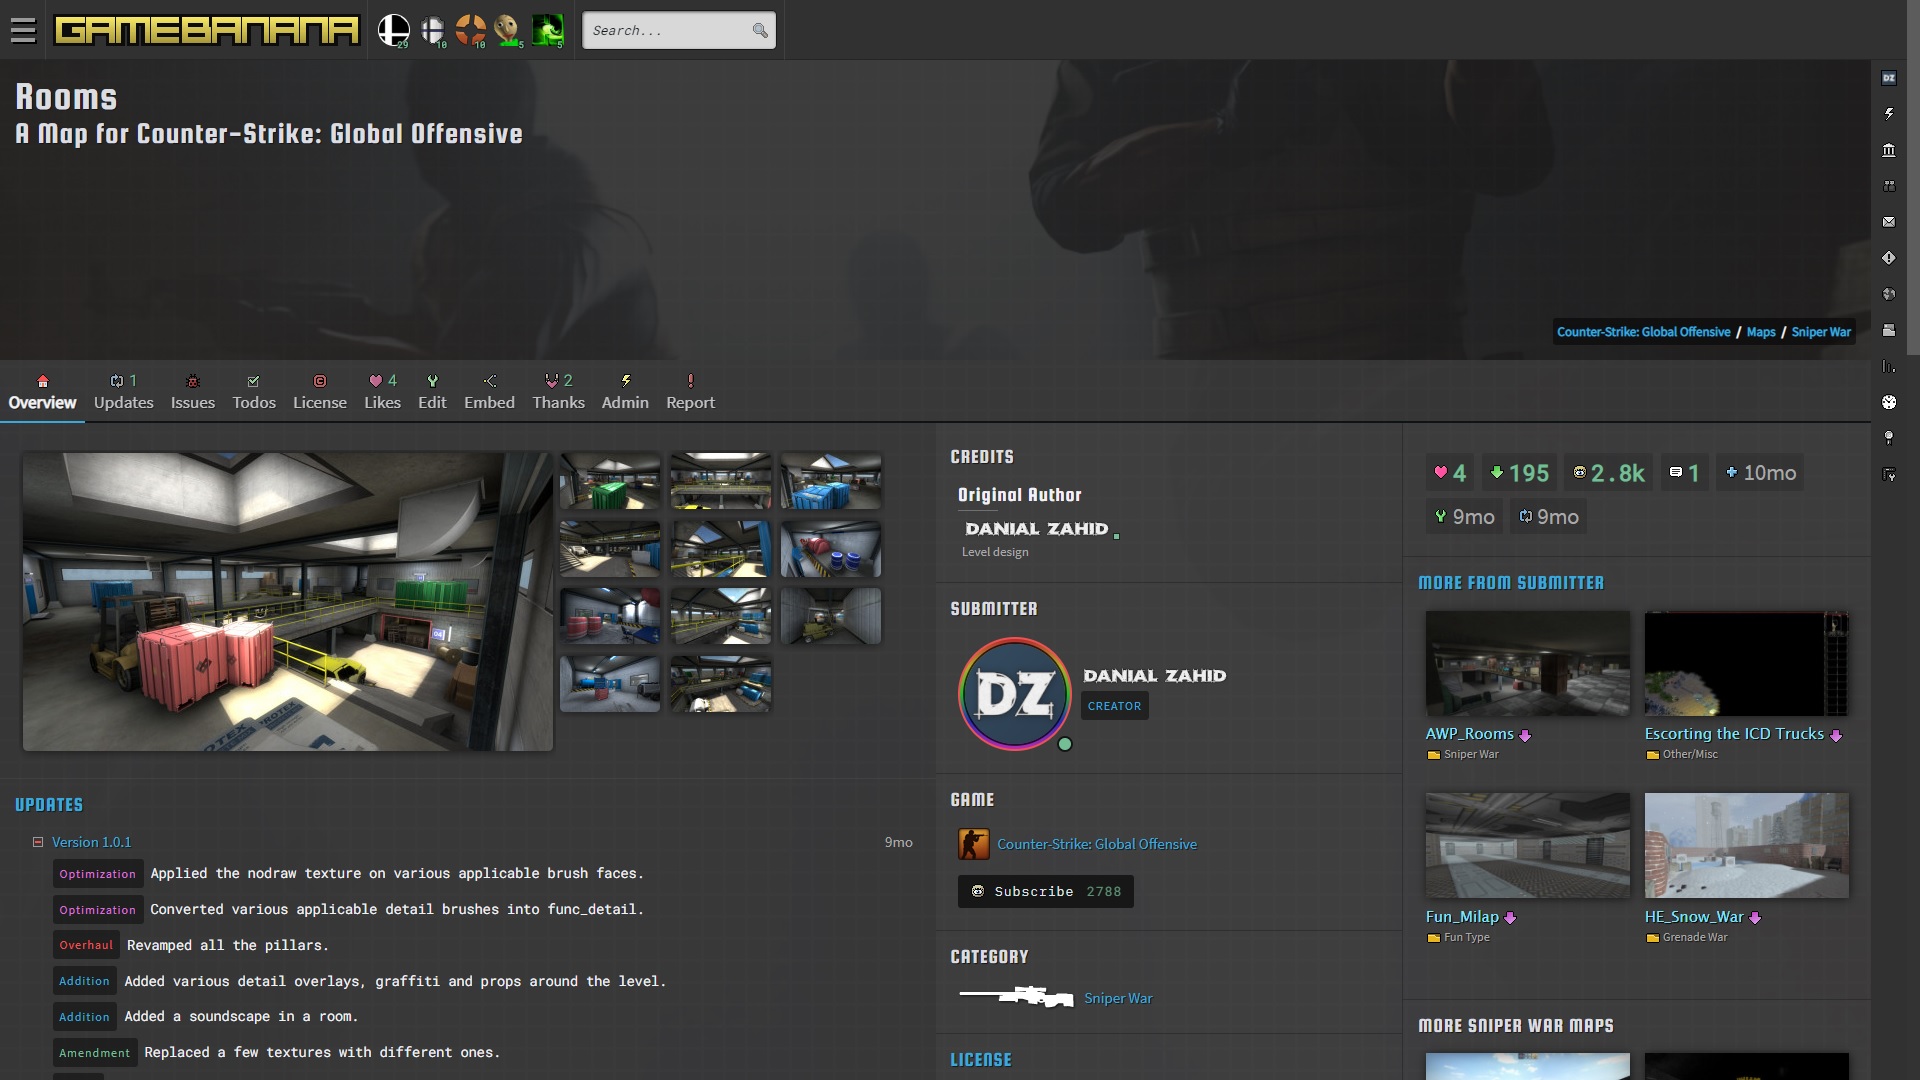 GAMEBANANA
29
10
10
5
5
Search...
DZ
Rooms
A Map for Counter-Strike: Global Offensive
Counter-Strike: Global Offensive / Maps / Sniper War
Overview
1
Updates
Issues
Todos
License
4
Likes
Edit
Embed
2
Thanks
Admin
Report
UPDATES
Version 1.0.1
9mo
Optimization Applied the nodraw texture on various applicable brush faces.
Optimization Converted various applicable detail brushes into func_detail.
Overhaul Revamped all the pillars.
Addition Added various detail overlays, graffiti and props around the level.
Addition Added a soundscape in a room.
Amendment Replaced a few textures with different ones.
CREDITS
Original Author
DANIAL ZAHID
Level design
SUBMITTER
DZ
DANIAL ZAHID
CREATOR
GAME
Counter-Strike: Global Offensive
Subscribe 2788
CATEGORY
Sniper War
LICENSE
4
195
2.8k
1
10mo
9mo
9mo
MORE FROM SUBMITTER
AWP_Rooms
Sniper War
Escorting the ICD Trucks
Other/Misc
Fun_Milap
Fun Type
HE_Snow_War
Grenade War
MORE SNIPER WAR MAPS